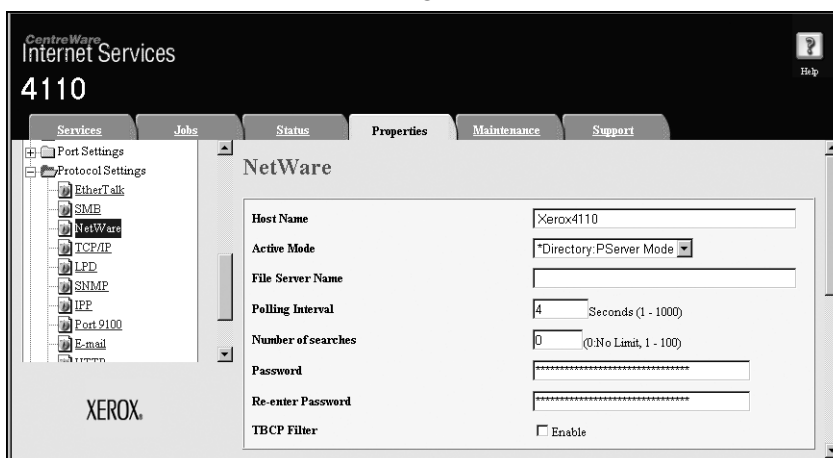 CentreWare
Internet Services
4110
Help
Services Jobs Status Properties Maintenance Support
Port Settings
Protocol Settings
EtherTalk
SMB
NetWare
TCP/IP
LPD
SNMP
IPP
Port 9100
E-mail
HTTP
XEROX®
NetWare
Host Name Xerox4110
Active Mode *Directory:PServer Mode
File Server Name
Polling Interval 4 Seconds (1 - 1000)
Number of searches 0 (0:No Limit, 1 - 100)
Password *******************************
Re-enter Password *******************************
TBCP Filter Enable